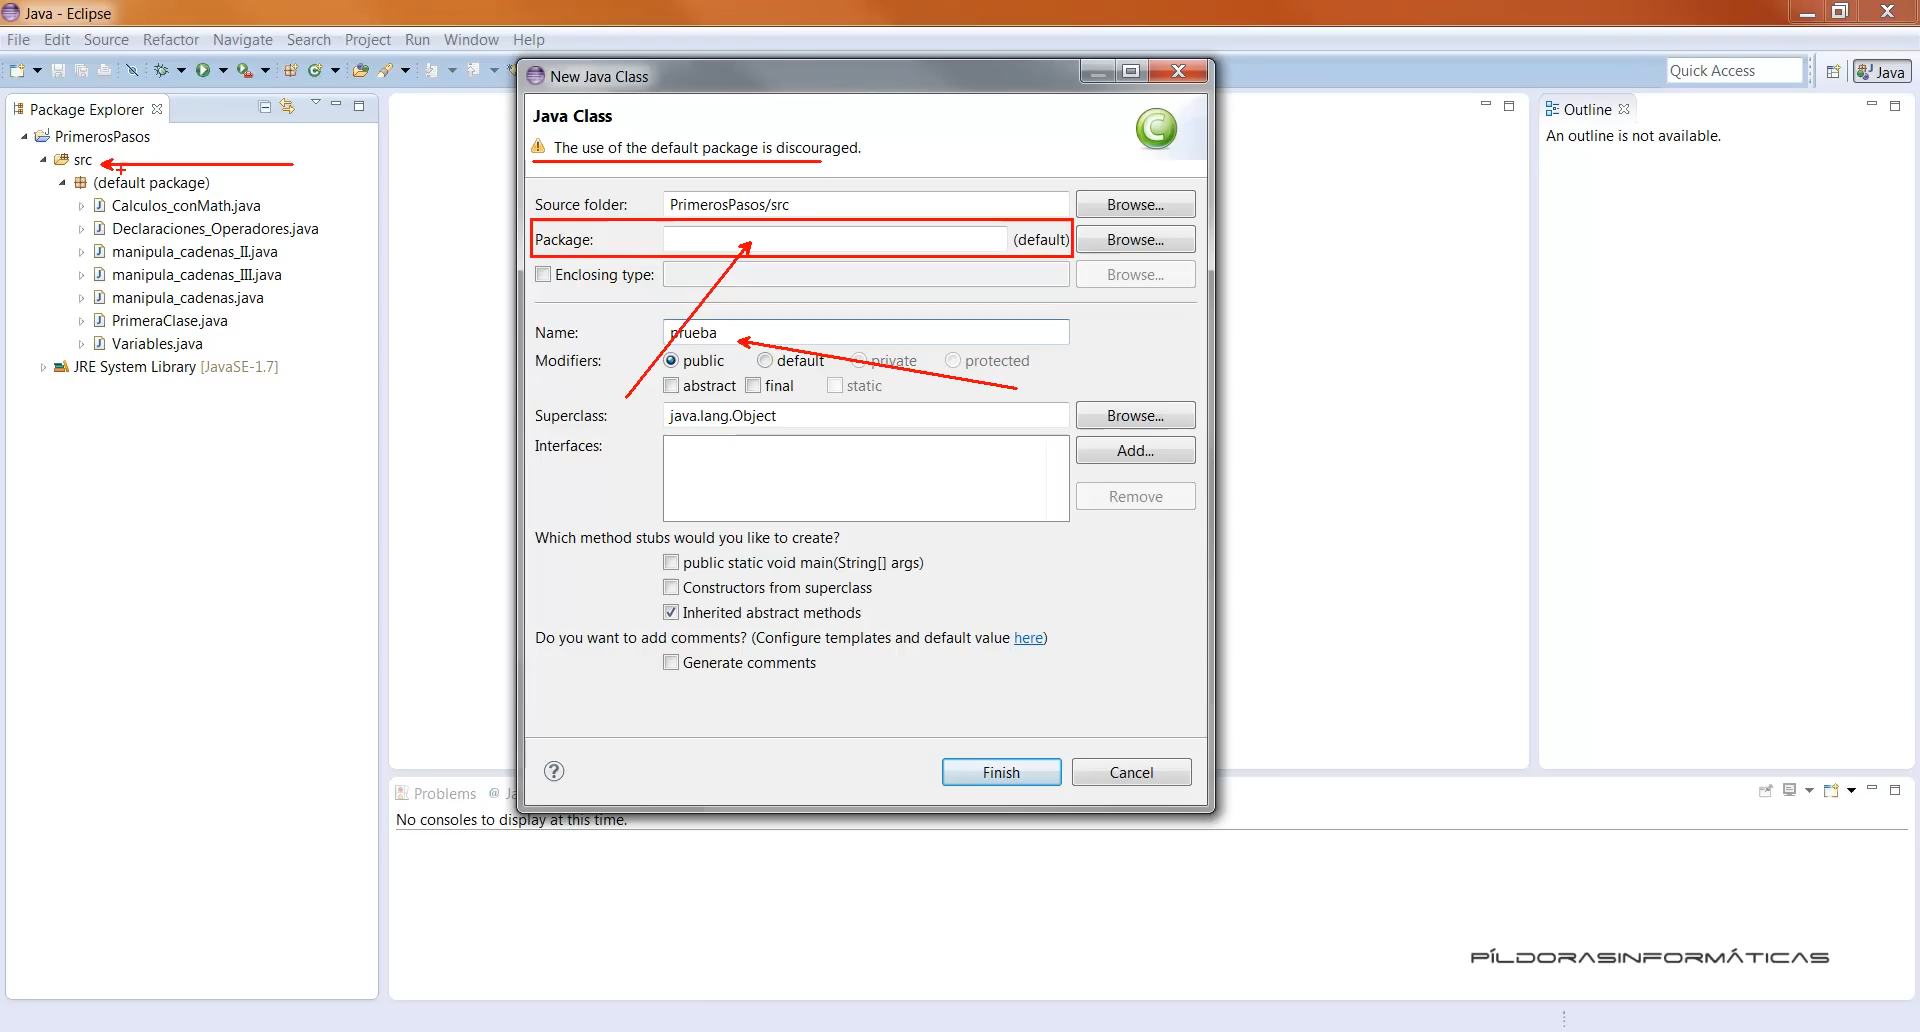 Java - Eclipse
File Edit Source Refactor Navigate Search Project Run Window Help
Quick Access
Java
Package Explorer
PrimerosPasos
src
(default package)
Calculos_conMath.java
Declaraciones_Operadores.java
manipula_cadenas_II.java
manipula_cadenas_III.java
manipula_cadenas.java
PrimeraClase.java
Variables.java
JRE System Library [JavaSE-1.7]
New Java Class
Java Class
The use of the default package is discouraged.
Source folder: PrimerosPasos/src Browse...
Package: (default) Browse...
Enclosing type: Browse...
Name: prueba
Modifiers: public default private protected
abstract final static
Superclass: java.lang.Object Browse...
Interfaces: Add...
Remove
Which method stubs would you like to create?
public static void main(String[] args)
Constructors from superclass
Inherited abstract methods
Do you want to add comments? (Configure templates and default value here)
Generate comments
Finish Cancel
Outline
An outline is not available.
Problems @ Ja
No consoles to display at this time.
PÍLDORASINFORMÁTICAS